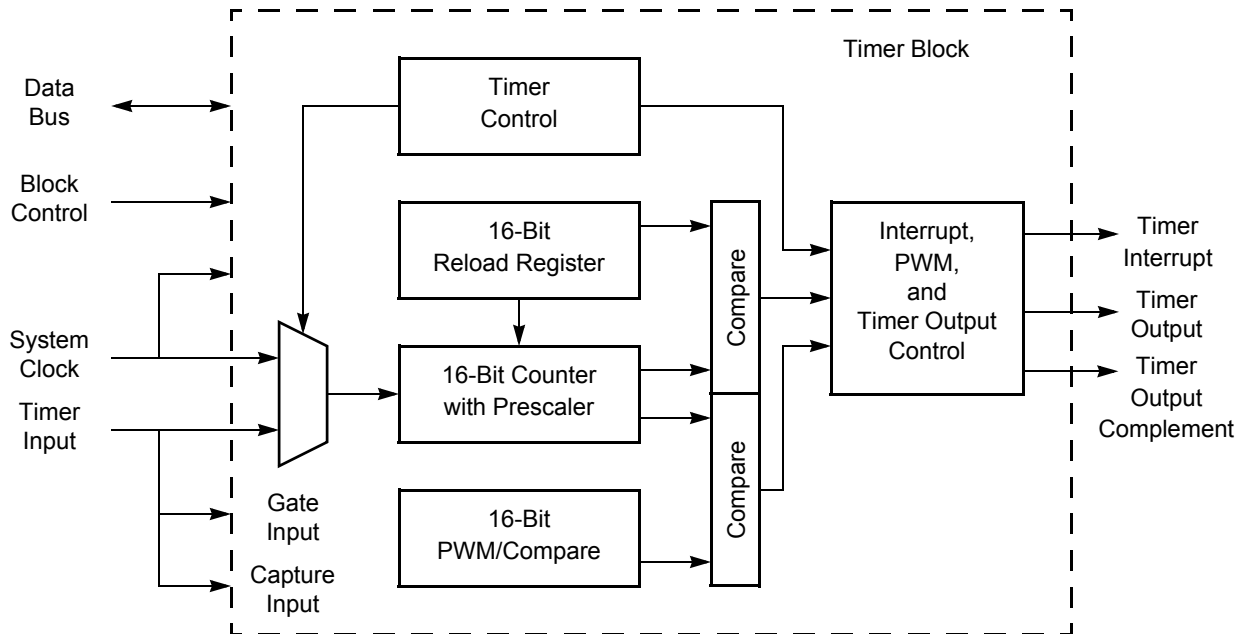 Timer Block
Data
Bus
Timer
Control
Block
Control
16-Bit
Reload Register
Compare
Interrupt,
PWM,
and
Timer Output
Control
Timer
Interrupt
Timer
Output
Timer
Output
Complement
System
Clock
16-Bit Counter
with Prescaler
Timer
Input
Compare
Gate
Input
16-Bit
PWM/Compare
Capture
Input